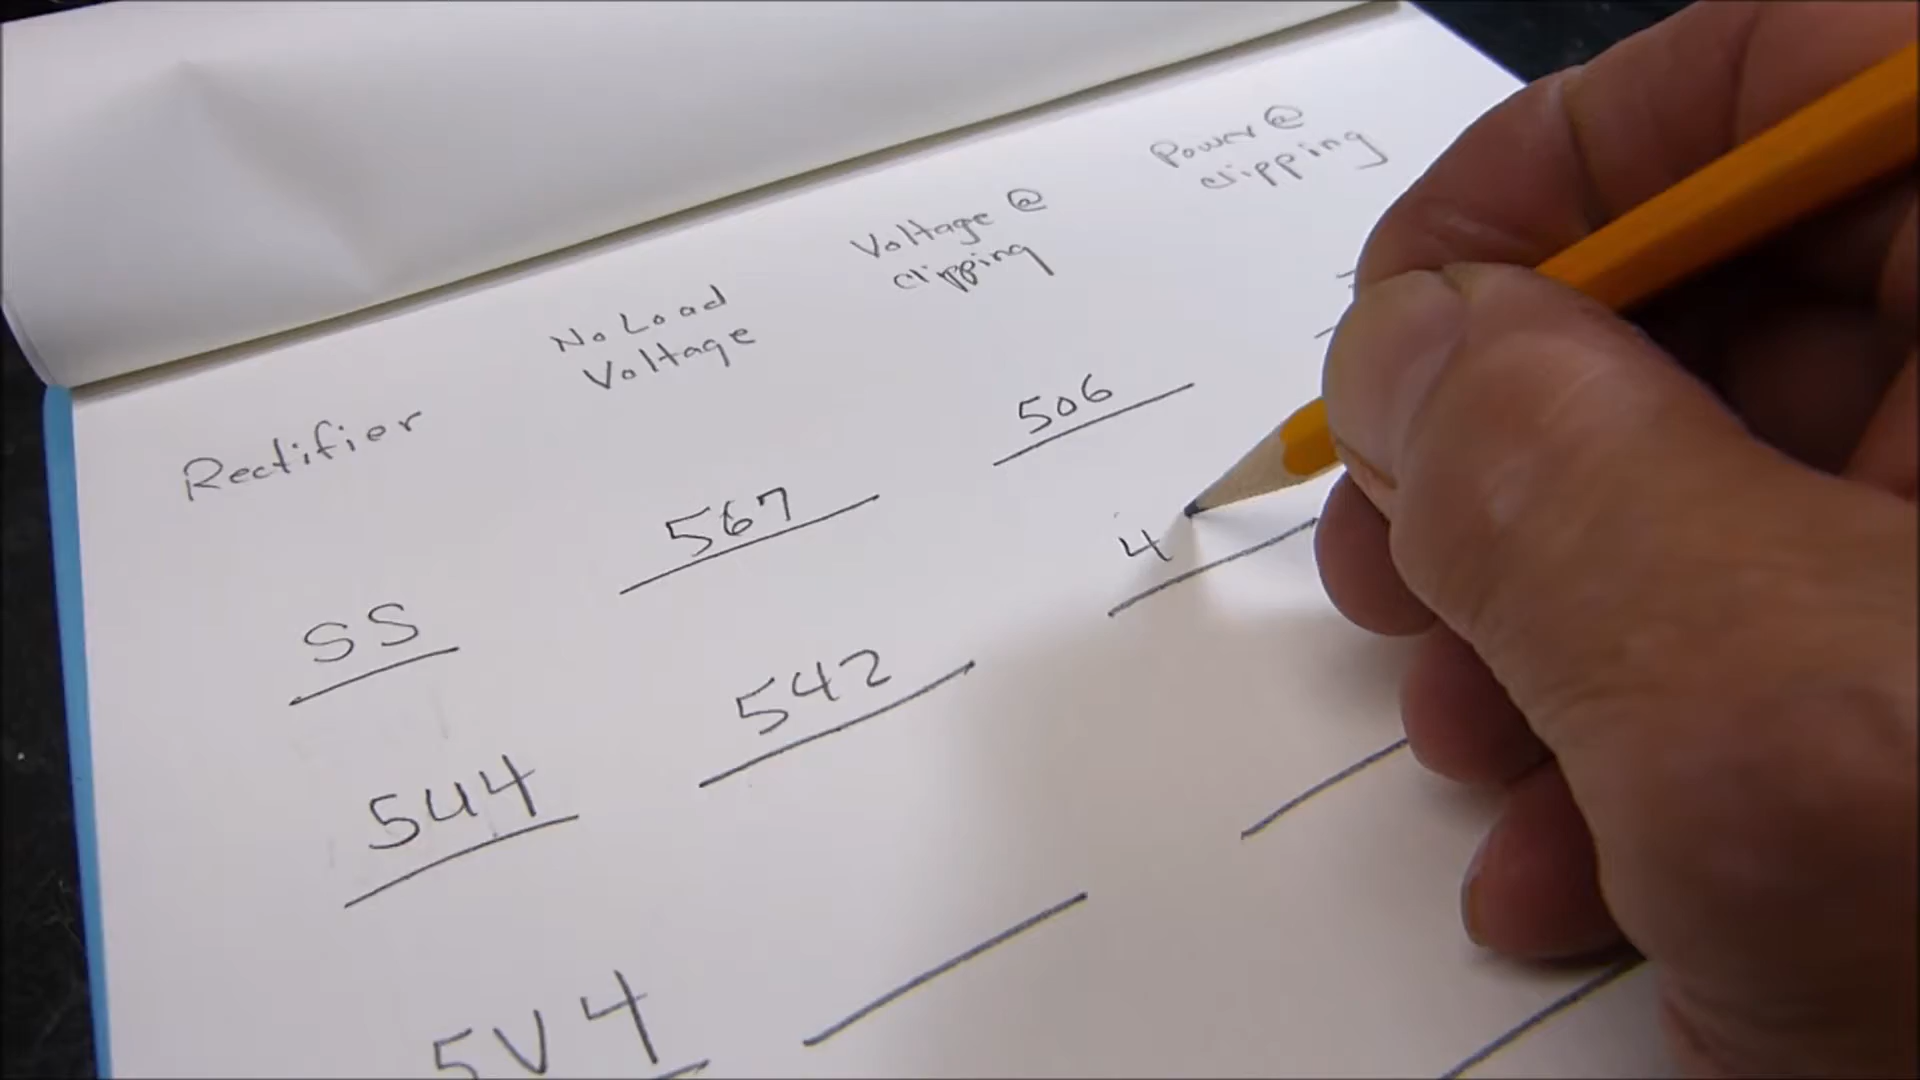 Rectifier
No Load
Voltage
Voltage @
clipping
Power @
clipping
SS
567
506
5U4
542
4
5V4